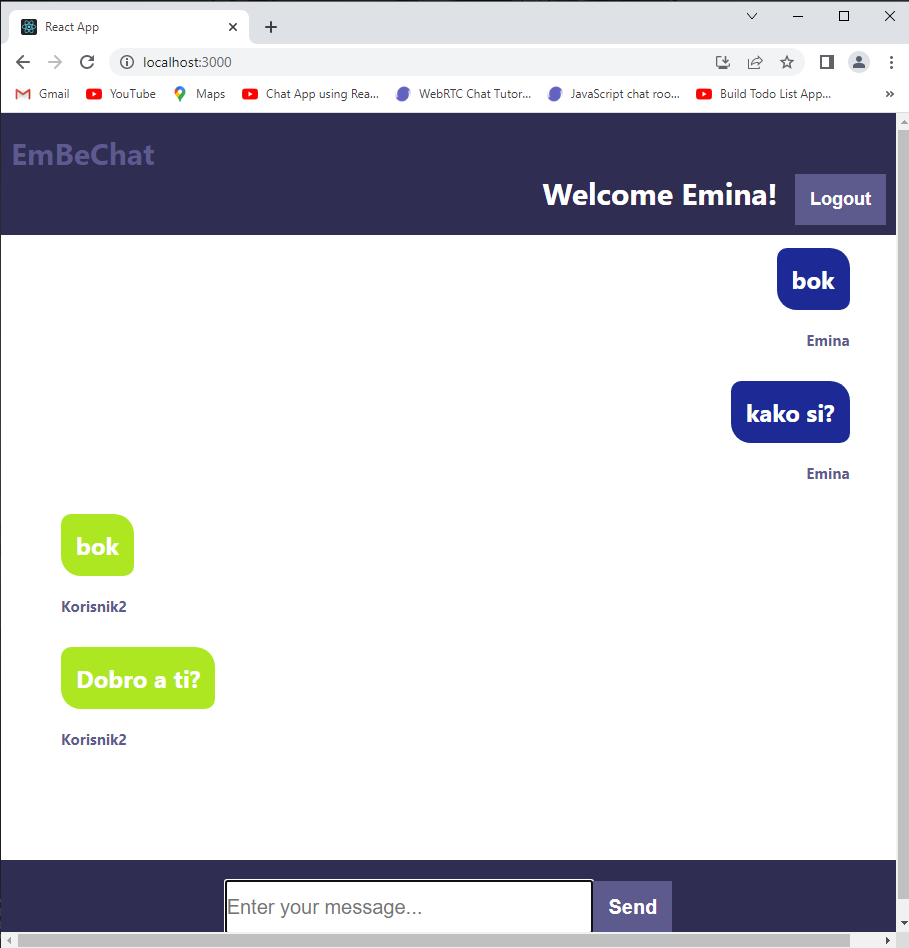 React App
localhost:3000
Gmail YouTube Maps Chat App using Rea... WebRTC Chat Tutor... JavaScript chat roo... Build Todo List App... »
EmBeChat
Welcome Emina! Logout
bok
Emina
kako si?
Emina
bok
Korisnik2
Dobro a ti?
Korisnik2
Enter your message... Send